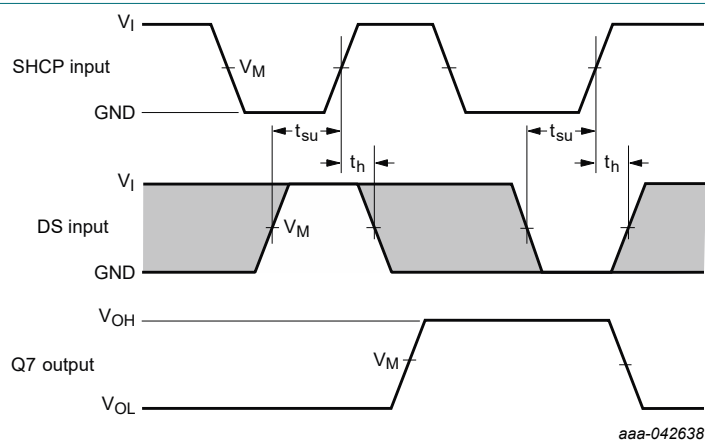 V_I
SHCP input
V_M
GND
t_su
t_su
t_h
t_h
V_I
DS input
V_M
GND
V_OH
Q7 output
V_M
V_OL
aaa-042638